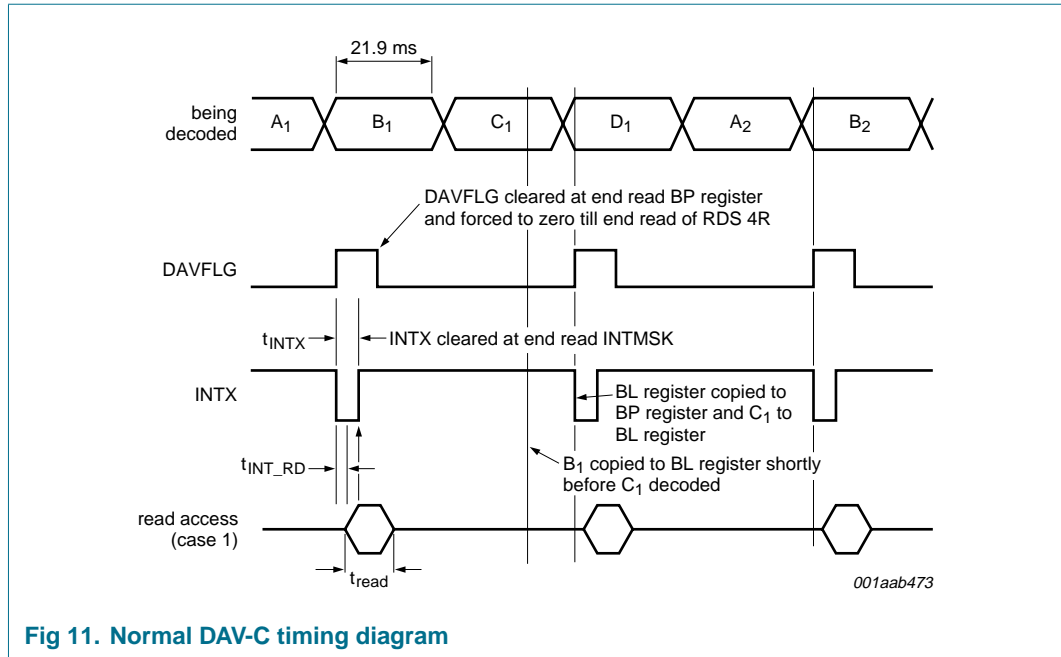 21.9 ms
being
decoded
A1
B1
C1
D1
A2
B2
DAVFLG cleared at end read BP register
and forced to zero till end read of RDS 4R
DAVFLG
tINTX
INTX cleared at end read INTMSK
INTX
BL register copied to
BP register and C1 to
BL register
tINT_RD
B1 copied to BL register shortly
before C1 decoded
read access
(case 1)
tread
001aab473
Fig 11. Normal DAV-C timing diagram